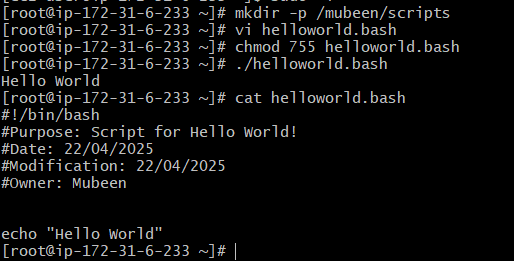 [root@ip-172-31-6-233 ~]# mkdir -p /mubeen/scripts
[root@ip-172-31-6-233 ~]# vi helloworld.bash
[root@ip-172-31-6-233 ~]# chmod 755 helloworld.bash
[root@ip-172-31-6-233 ~]# ./helloworld.bash
Hello World
[root@ip-172-31-6-233 ~]# cat helloworld.bash
#!/bin/bash
#Purpose: Script for Hello World!
#Date: 22/04/2025
#Modification: 22/04/2025
#Owner: Mubeen
echo "Hello World"
[root@ip-172-31-6-233 ~]#